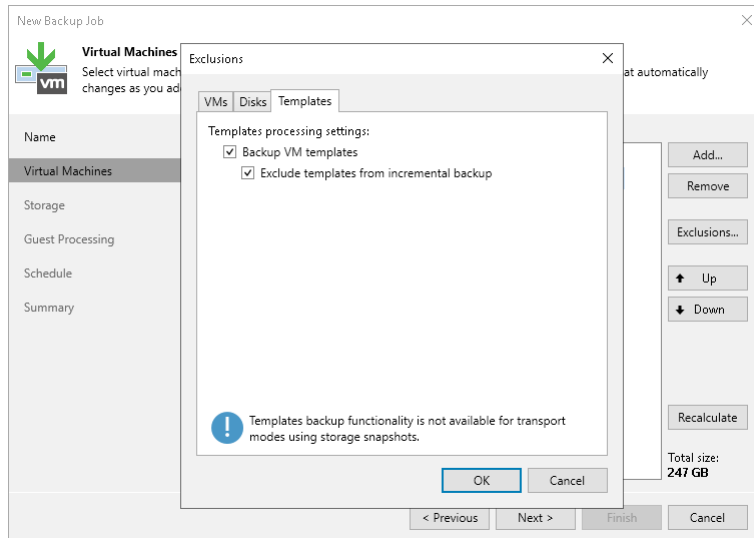 New Backup Job
Virtual Machines
Select virtual mach
at automatically
changes as you ad
vm
Name
Virtual Machines
Storage
Guest Processing
Schedule
Summary
Exclusions
VMs Disks Templates
Templates processing settings:
Backup VM templates
Exclude templates from incremental backup
Templates backup functionality is not available for transport
modes using storage snapshots.
OK Cancel
Add...
Remove
Exclusions...
Up
Down
Recalculate
Total size:
247 GB
< Previous Next > Finish Cancel